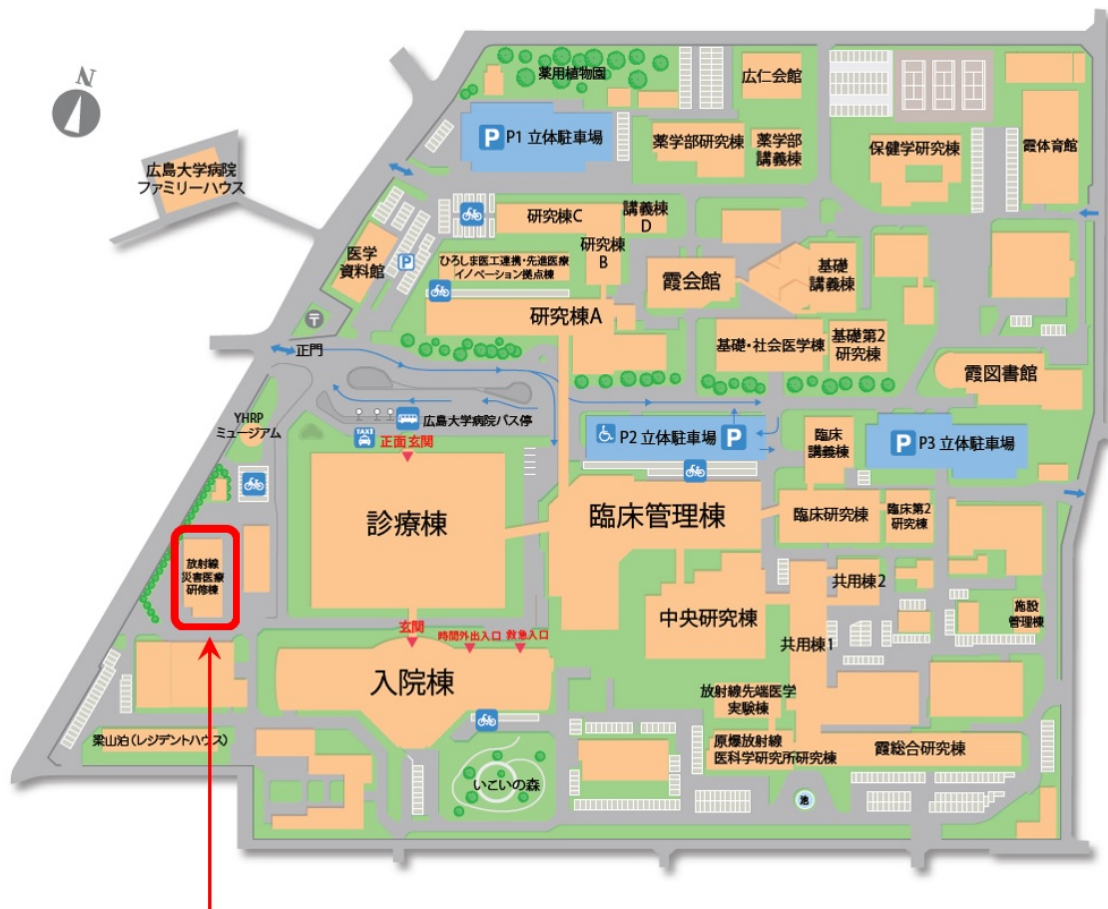 N
薬用植物園
広仁会館
P P1 立体駐車場
薬学部研究棟
薬学部
講義棟
保健学研究棟
霞体育館
広島大学病院
ファミリーハウス
研究棟C
講義棟
D
研究棟
B
医学
資料館
P
ひろしま医工連携・先進医療
イノベーション拠点棟
霞会館
基礎
講義棟
〒
研究棟A
基礎・社会医学棟
基礎第2
研究棟
正門
霞図書館
YHRP
ミュージアム
広島大学病院バス停
TAXI
正面玄関
P2 立体駐車場 P
臨床
講義棟
P P3 立体駐車場
診療棟
臨床管理棟
臨床研究棟
臨床第2
研究棟
放射線
災害医療
研修棟
共用棟2
中央研究棟
施設
管理棟
玄関
時間外出入口
救急入口
共用棟1
入院棟
放射線先端医学
実験棟
梁山泊（レジデントハウス）
原爆放射線
医科学研究所研究棟
霞総合研究棟
いこいの森
池